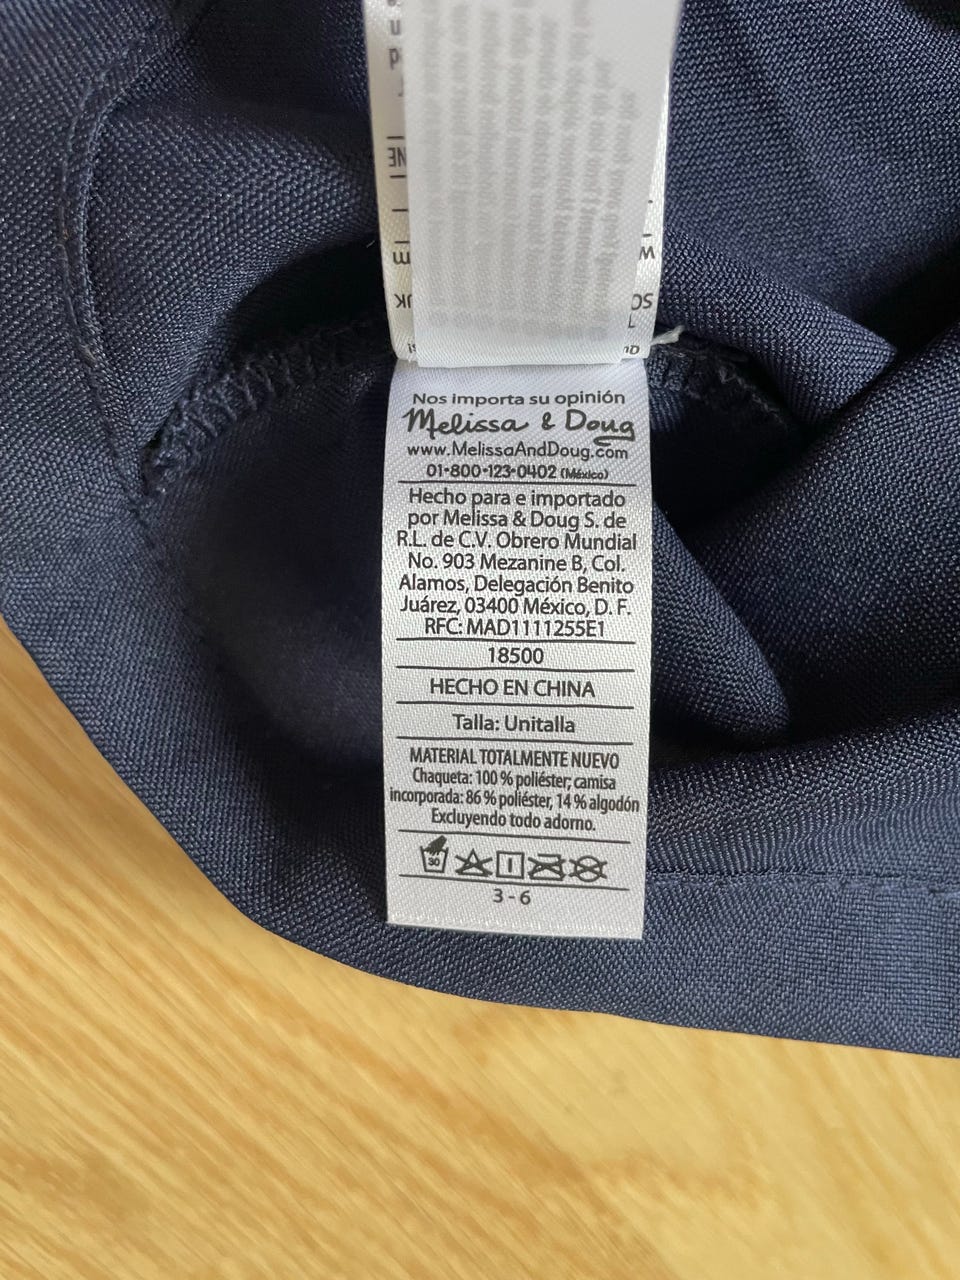 Nos importa su opinión
Melissa & Doug
www.MelissaAndDoug.com
01-800-123-0402 (México)
Hecho para e importado
por Melissa & Doug S. de
R.L. de C.V. Obrero Mundial
No. 903 Mezanine B, Col.
Alamos, Delegación Benito
Juárez, 03400 México, D. F.
RFC: MAD1111255E1
18500
HECHO EN CHINA
Talla: Unitalla
MATERIAL TOTALMENTE NUEVO
Chaqueta: 100 % poliéster; camisa
incorporada: 86 % poliéster, 14 % algodón
Excluyendo todo adorno.
30
3 - 6